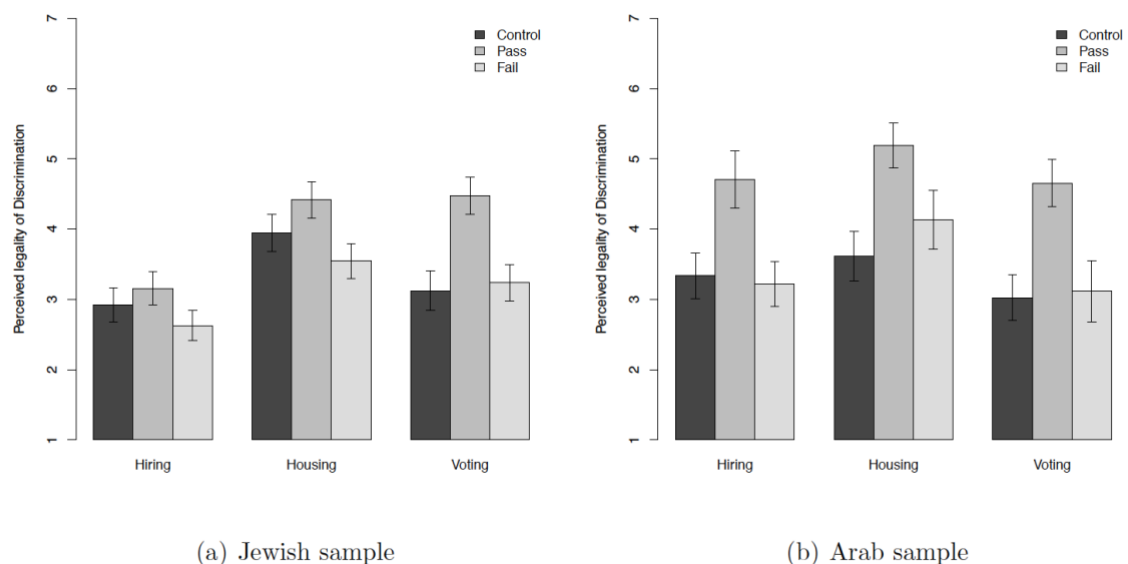 Perceived legality of Discrimination
7
6
5
4
3
2
1
Control
Pass
Fail
Hiring Housing Voting
(a) Jewish sample
Perceived legality of Discrimination
7
6
5
4
3
2
1
Control
Pass
Fail
Hiring Housing Voting
(b) Arab sample